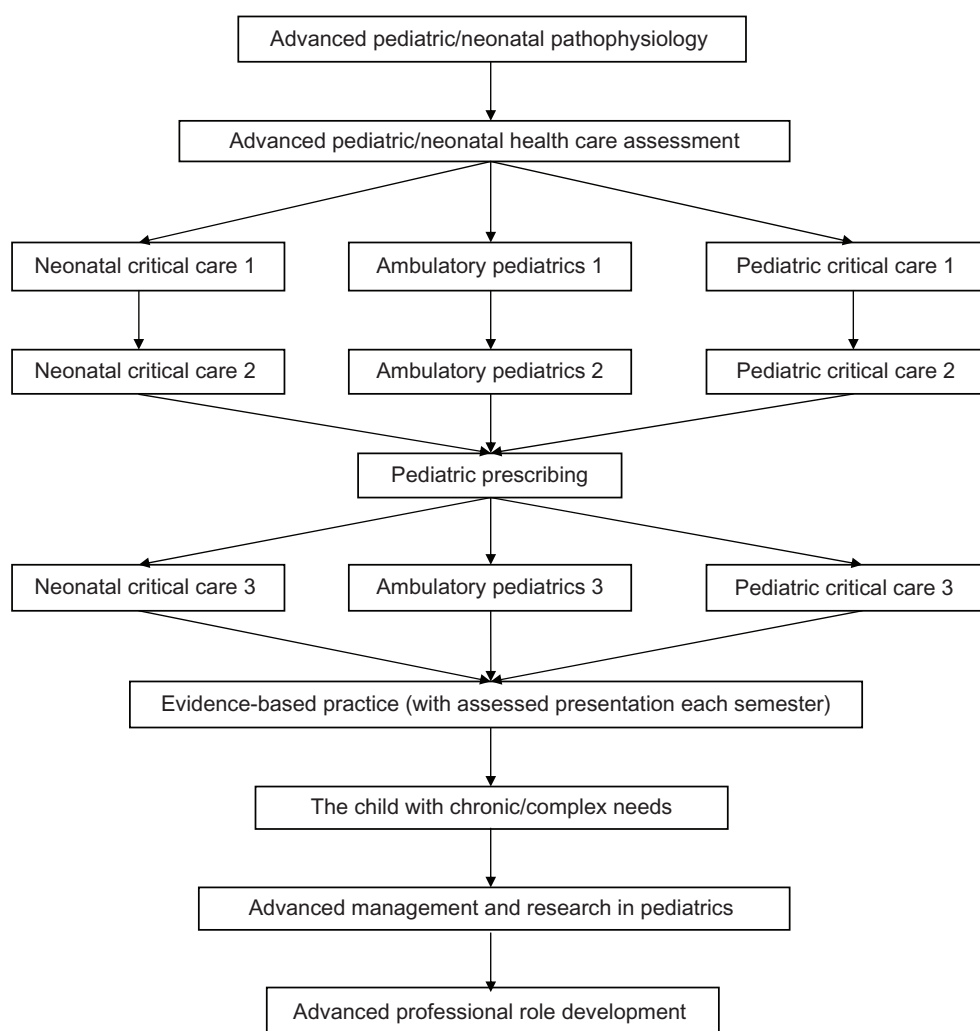 Advanced pediatric/neonatal pathophysiology
Advanced pediatric/neonatal health care assessment
Neonatal critical care 1
Ambulatory pediatrics 1
Pediatric critical care 1
Neonatal critical care 2
Ambulatory pediatrics 2
Pediatric critical care 2
Pediatric prescribing
Neonatal critical care 3
Ambulatory pediatrics 3
Pediatric critical care 3
Evidence-based practice (with assessed presentation each semester)
The child with chronic/complex needs
Advanced management and research in pediatrics
Advanced professional role development